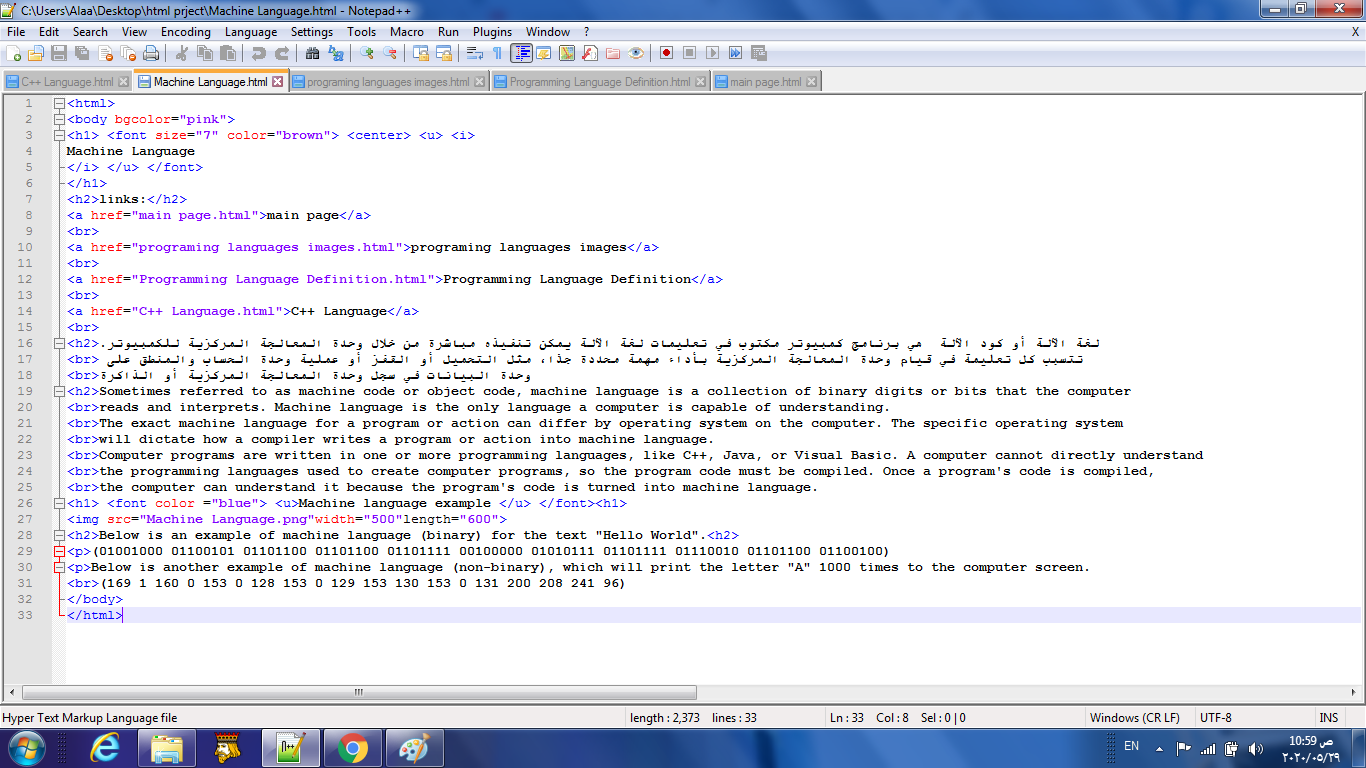 C:\Users\Alaa\Desktop\html prject\Machine Language.html - Notepad++
File Edit Search View Encoding Language Settings Tools Macro Run Plugins Window ? X
C++ Language.html Machine Language.html programing languages images.html Programming Language Definition.html main page.html
1 <html>
2 <body bgcolor="pink">
3 <h1> <font size="7" color="brown"> <center> <u> <i>
4 Machine Language
5 </i> </u> </font>
6 </h1>
7 <h2>links:</h2>
8 <a href="main page.html">main page</a>
9 <br>
10 <a href="programing languages images.html">programing languages images</a>
11 <br>
12 <a href="Programming Language Definition.html">Programming Language Definition</a>
13 <br>
14 <a href="C++ Language.html">C++ Language</a>
15 <br>
16 <h2>لغة الآلة أو كود الآلة  هي برنامج كمبيوتر مكتوب في تعليمات لغة الآلة يمكن تنفيذه مباشرة من خلال وحدة المعالجة المركزية للكمبيوتر.
17 <br> تتسبب كل تعليمة في قيام وحدة المعالجة المركزية بأداء مهمة محددة جدًا، مثل التحميل أو القفز أو عملية وحدة الحساب والمنطق على
18 <br>وحدة البيانات في سجل وحدة المعالجة المركزية أو الذاكرة
19 <h2>Sometimes referred to as machine code or object code, machine language is a collection of binary digits or bits that the computer
20 <br>reads and interprets. Machine language is the only language a computer is capable of understanding.
21 <br>The exact machine language for a program or action can differ by operating system on the computer. The specific operating system
22 <br>will dictate how a compiler writes a program or action into machine language.
23 <br>Computer programs are written in one or more programming languages, like C++, Java, or Visual Basic. A computer cannot directly understand
24 <br>the programming languages used to create computer programs, so the program code must be compiled. Once a program's code is compiled,
25 <br>the computer can understand it because the program's code is turned into machine language.
26 <h1> <font color ="blue"> <u>Machine language example </u> </font><h1>
27 <img src="Machine Language.png"width="500"length="600">
28 <h2>Below is an example of machine language (binary) for the text "Hello World".<h2>
29 <p>(01001000 01100101 01101100 01101100 01101111 00100000 01010111 01101111 01110010 01101100 01100100)
30 <p>Below is another example of machine language (non-binary), which will print the letter "A" 1000 times to the computer screen.
31 <br>(169 1 160 0 153 0 128 153 0 129 153 130 153 0 131 200 208 241 96)
32 </body>
33 </html>
Hyper Text Markup Language file length : 2,373 lines : 33 Ln : 33 Col : 8 Sel : 0 | 0 Windows (CR LF) UTF-8 INS
EN 10:59 ص
٢٠٢٠/٠٥/٢٩